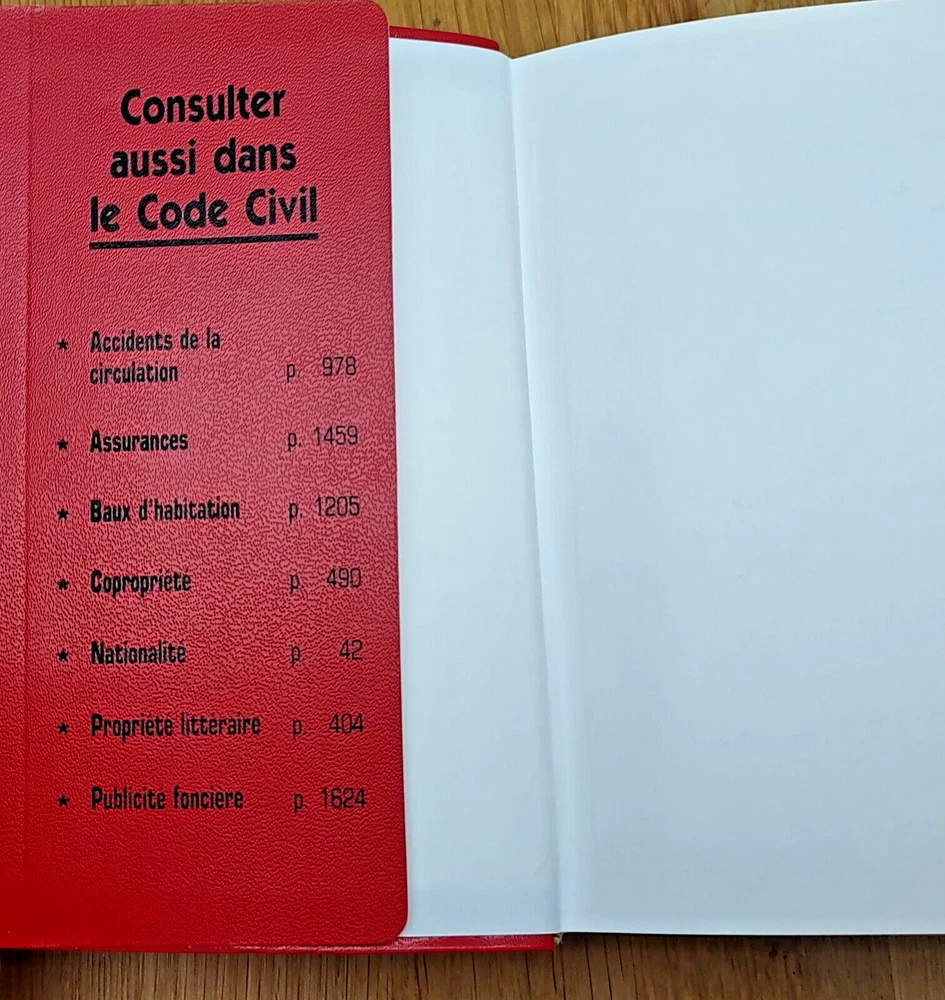 Consulter
aussi dans
le Code Civil
★ Accidents de la
circulation p 978
★ Assurances p. 1459
★ Baux d'habitation p. 1205
★ Copropriété p 490
★ Nationalité p 42
★ Propriété littéraire p 404
★ Publicité foncière p. 1624